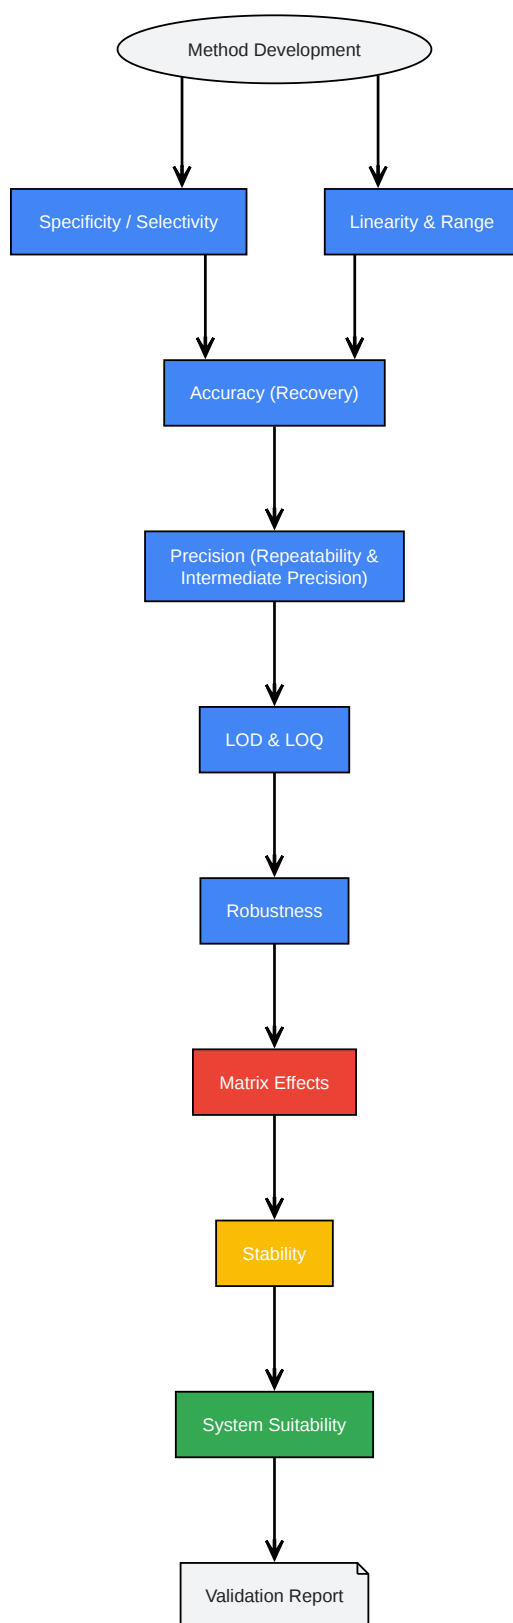 Method Development
Specificity / Selectivity
Linearity & Range
Accuracy (Recovery)
Precision (Repeatability &
Intermediate Precision)
LOD & LOQ
Robustness
Matrix Effects
Stability
System Suitability
Validation Report